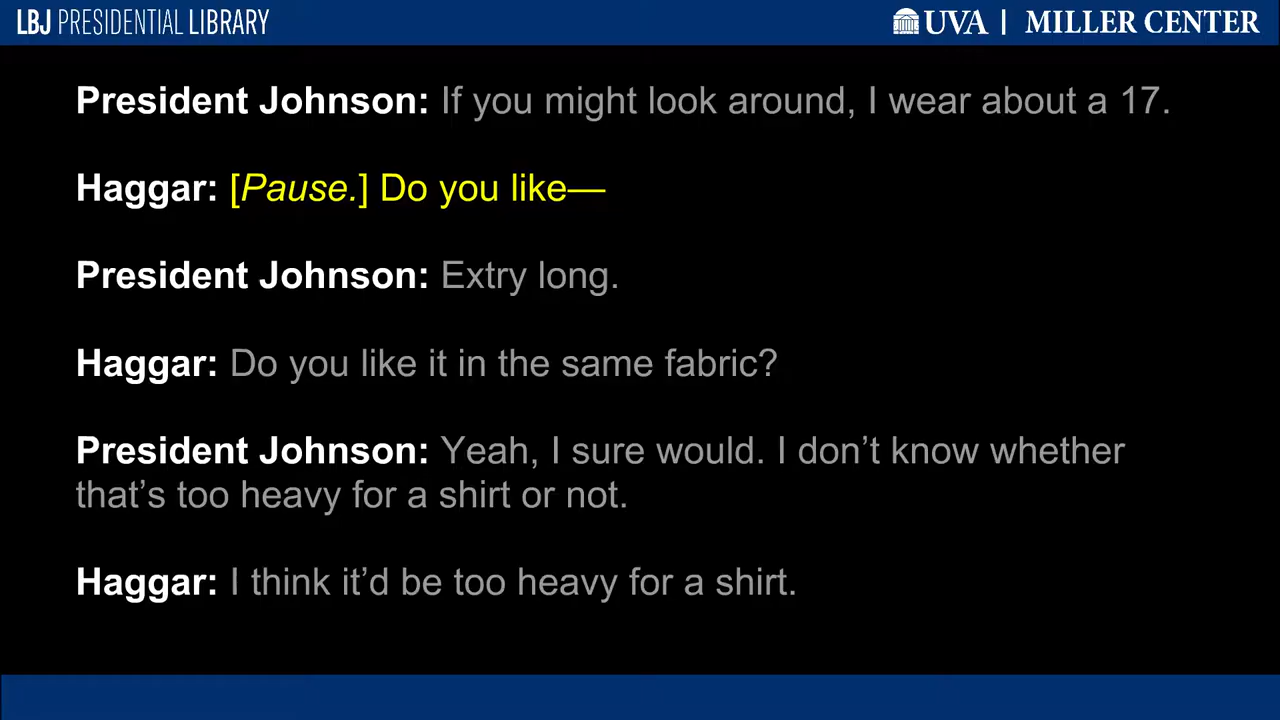 LBJ PRESIDENTIAL LIBRARY
UVA | MILLER CENTER
President Johnson: If you might look around, I wear about a 17.
Haggar: [Pause.] Do you like—
President Johnson: Extry long.
Haggar: Do you like it in the same fabric?
President Johnson: Yeah, I sure would. I don’t know whether
that’s too heavy for a shirt or not.
Haggar: I think it’d be too heavy for a shirt.